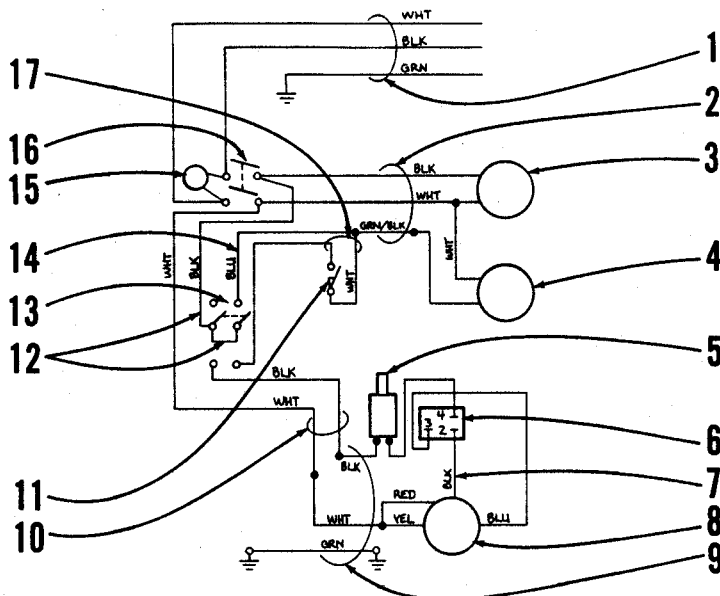 WHT
BLK
GRN
1
2
3
4
5
6
7
8
9
10
11
12
13
14
15
16
17
BLK
WHT
GRN/BLK
WHT
WHT
BLK
BLU
WHT
BLK
WHT
BLK
4
3
2
BLK
RED
WHT
YEL
BLU
GRN